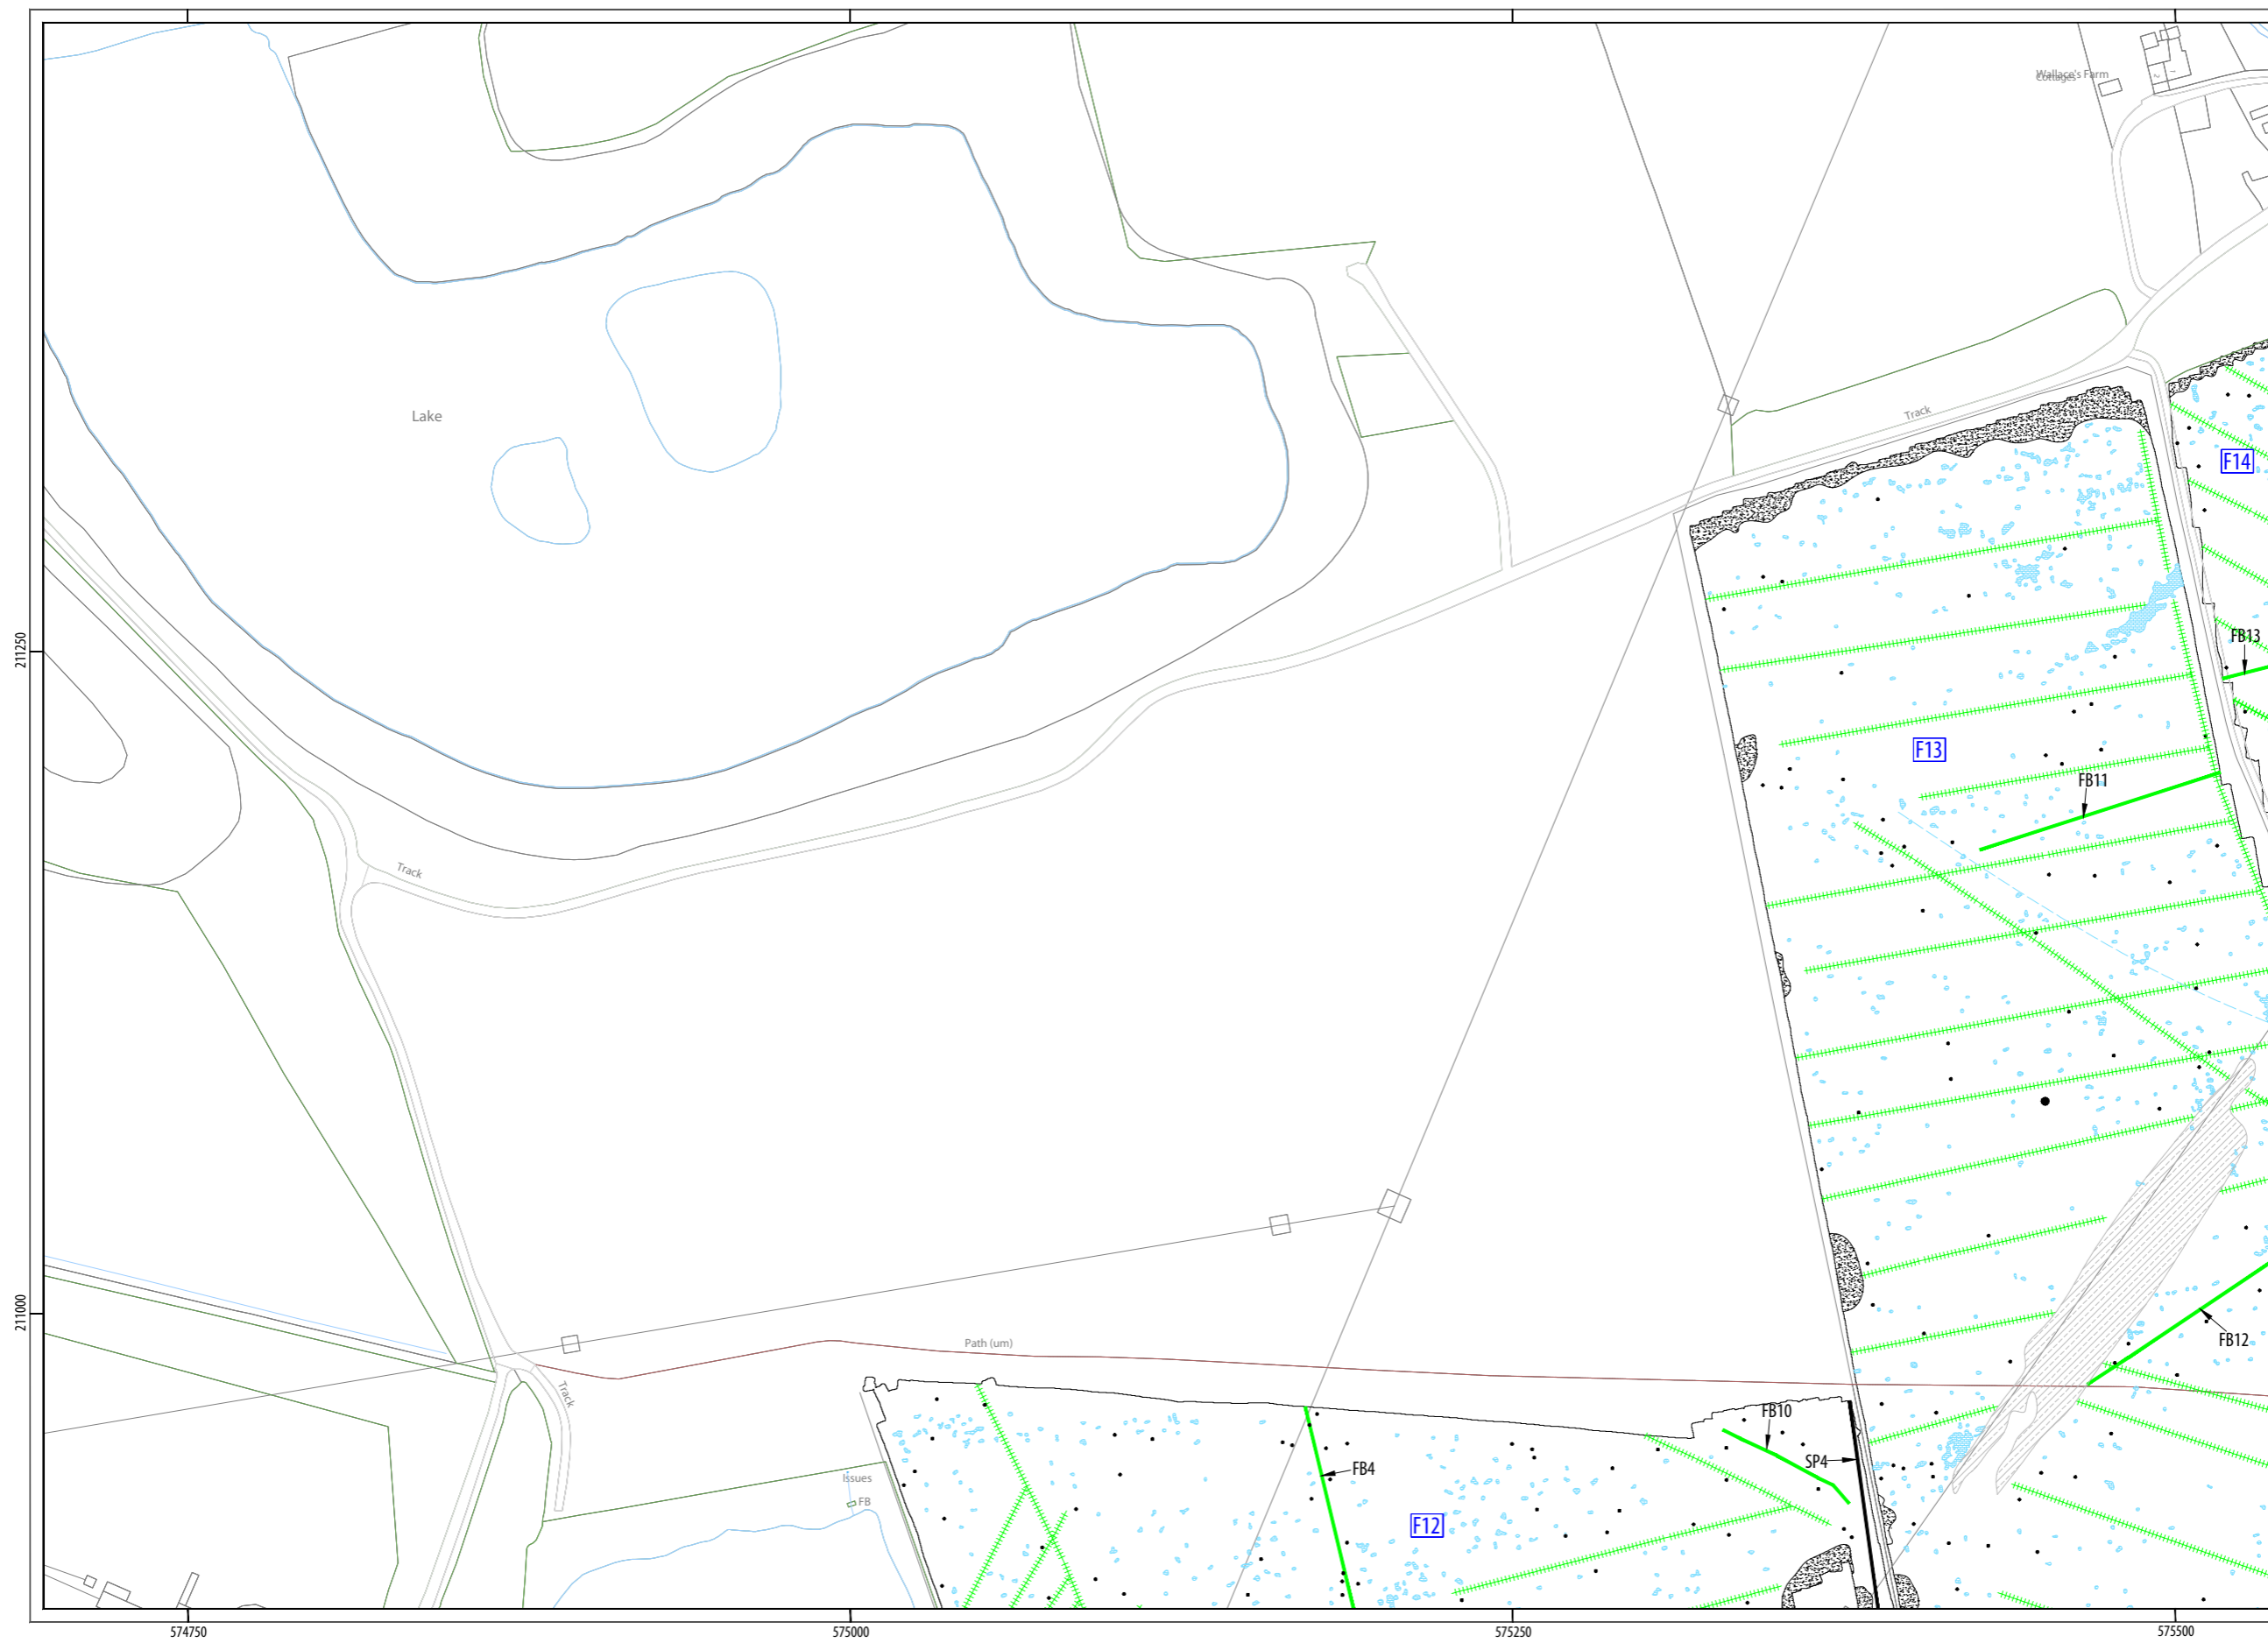 Wallace's Farm
Cottages
Lake
Track
F14
211250
FB13
F13
FB11
Track
211000
FB12
Path (um)
Track
FB10
SP4
FB4
Issues
FB
F12
574750
575000
575250
575500